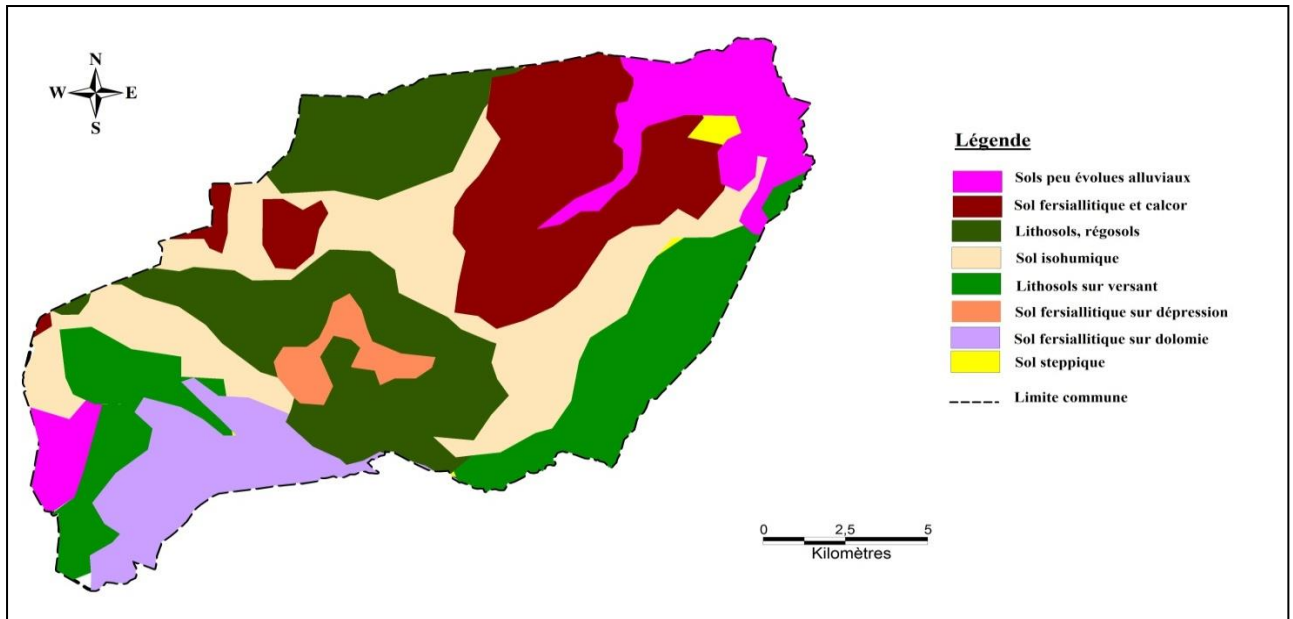 N
W E
S
Légende
Sols peu évolues alluviaux
Sol fersiallitique et calcor
Lithosols, régosols
Sol isohumique
Lithosols sur versant
Sol fersiallitique sur dépression
Sol fersiallitique sur dolomie
Sol steppique
Limite commune
0 2,5 5
Kilomètres